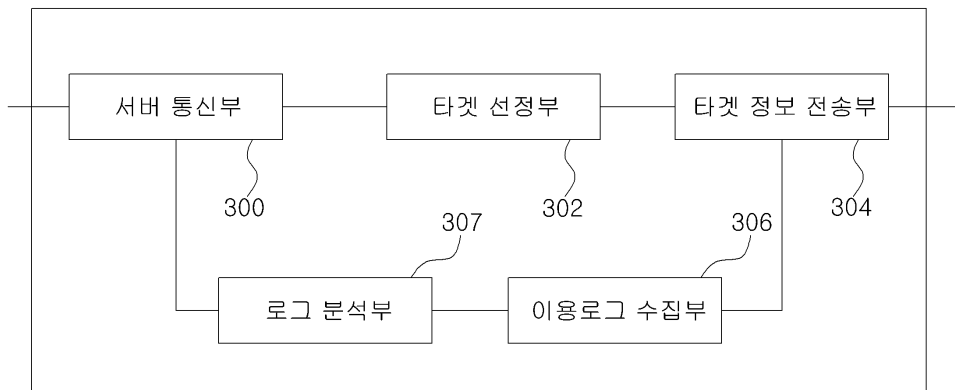 서버 통신부
타겟 선정부
타겟 정보 전송부
300
302
304
307
306
로그 분석부
이용로그 수집부